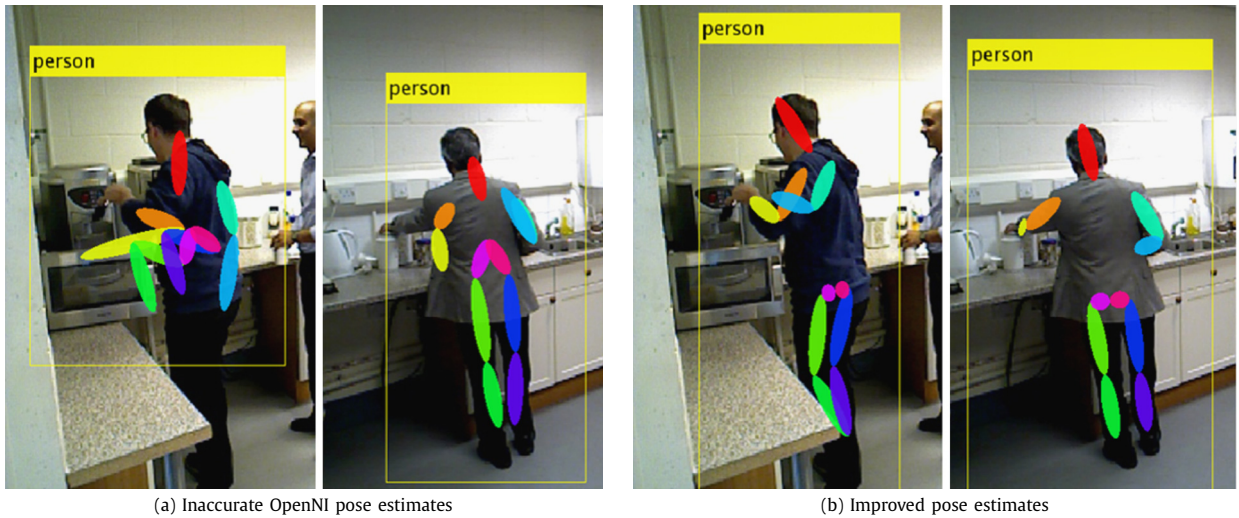 person
person
person
person
(a) Inaccurate OpenNI pose estimates
(b) Improved pose estimates